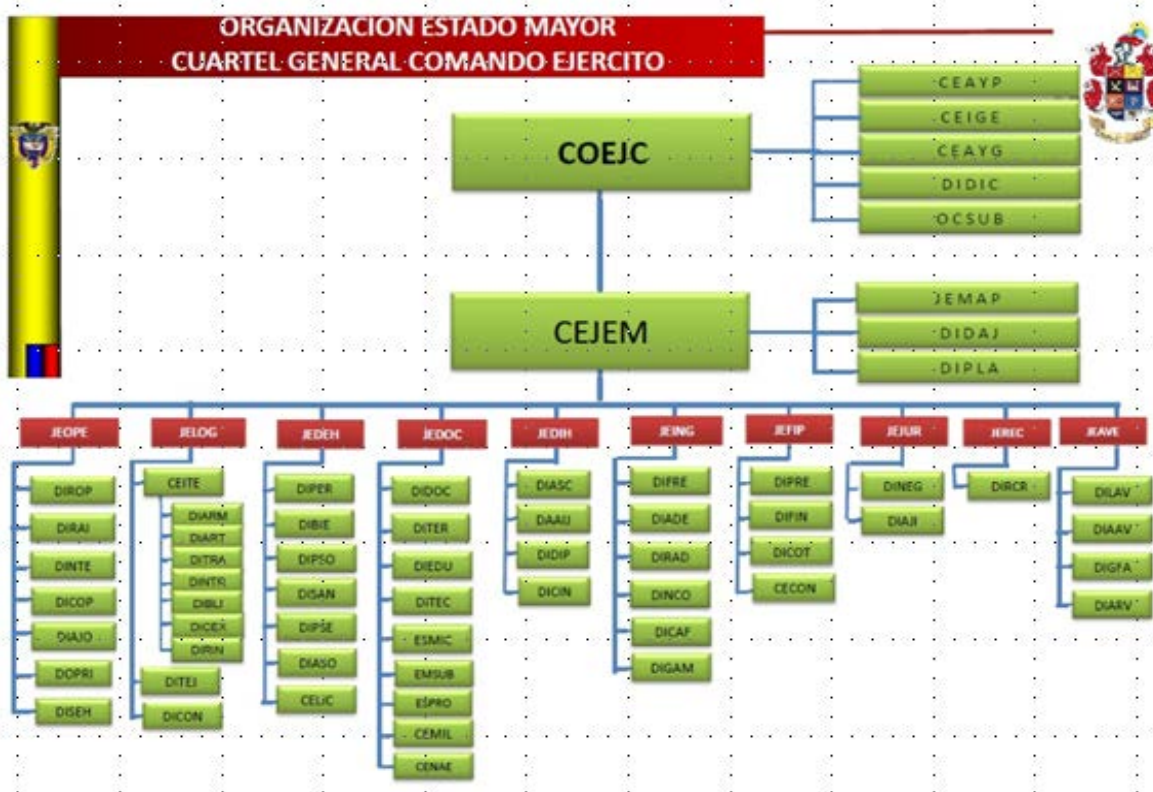 ORGANIZACION ESTADO MAYOR
CUARTEL GENERAL COMANDO EJERCITO
COEJC
CEAYP
CEIGE
CEAYG
DIDIC
OCSUB
CEJEM
JEMAP
DIDAJ
DIPLA
JEOPE
DIROP
DIRAI
DINTE
DICOP
DIAJO
DOPRI
DISEH
JELOG
CEITE
DIARM
DIART
DITRA
DINTR
DIBLI
DICEX
DIRIN
DITEJ
DICON
JEDEH
DIPER
DIBIE
DIPSO
DISAN
DIPSE
DIASO
CELIC
JEDOC
DIDOC
DITER
DIEDU
DITEC
ESMIC
EMSUB
ESPRO
CEMIL
CENAE
JEDIH
DIASC
DAAIJ
DIDIP
DICIN
JEING
DIFRE
DIADE
DIRAD
DINCO
DICAF
DIGAM
JEFIP
DIPRE
DIFIN
DICOT
CECON
JEJUR
DINEG
DIAJI
JEREC
DIRCR
JEAVE
DILAV
DIAAV
DIGFA
DIARV